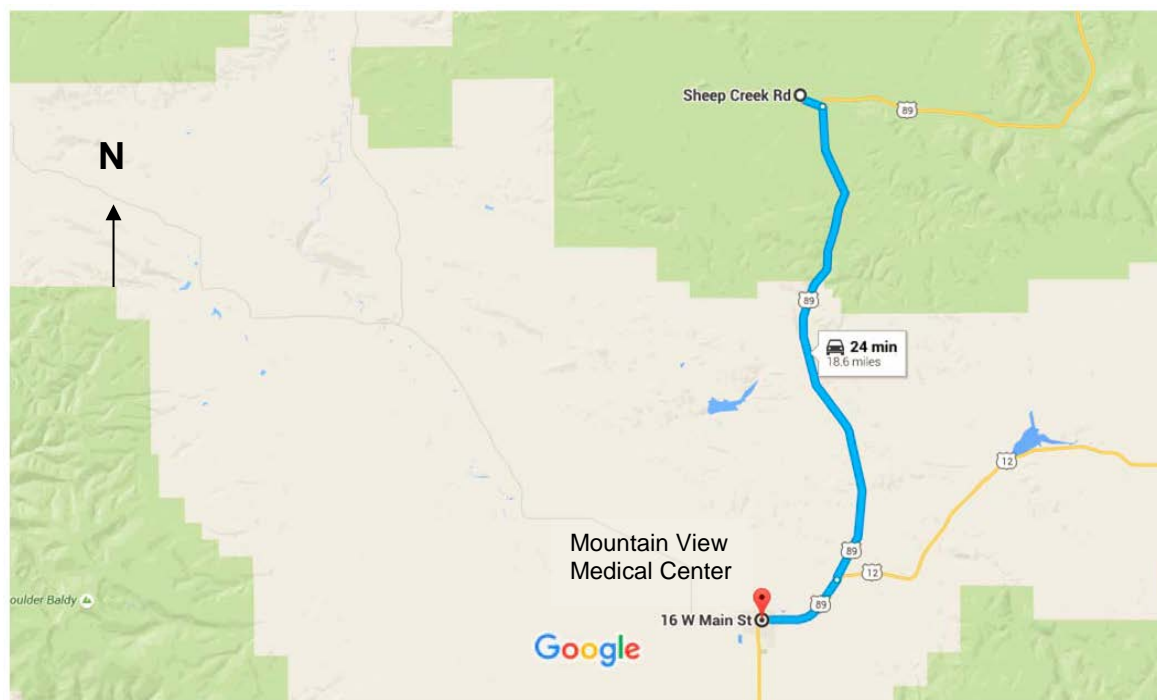 Sheep Creek Rd
89
N
89
24 min
18.6 miles
12
Mountain View
Medical Center
89
12
oulder Baldy
89
16 W Main St
Google